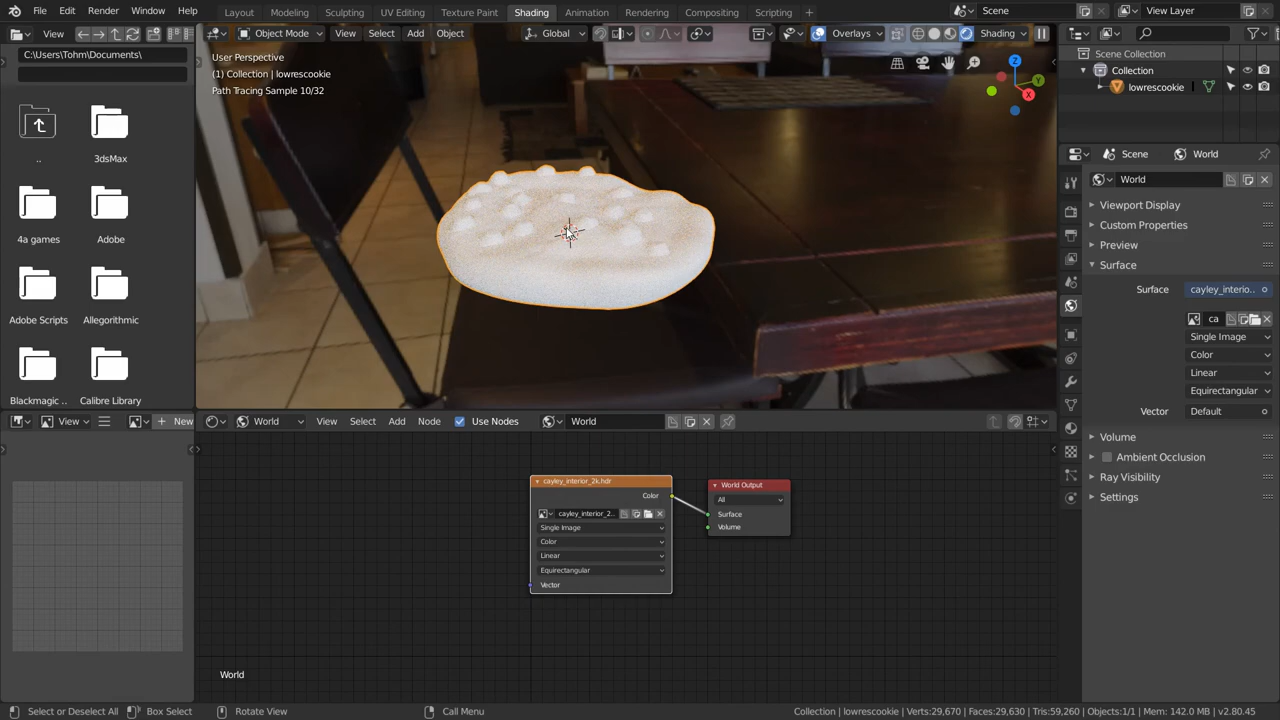 File Edit Render Window Help
Layout Modeling Sculpting UV Editing Texture Paint Shading Animation Rendering Compositing Scripting
Scene View Layer
View
C:\Users\Tohm\Documents\
..
3dsMax
4a games
Adobe
Adobe Scripts
Allegorithmic
Blackmagic ..
Calibre Library
Object Mode View Select Add Object Global Overlays Shading
User Perspective
(1) Collection | lowrescookie
Path Tracing Sample 10/32
Z
Y
X
Scene Collection
Collection
lowrescookie
Scene World
World
Viewport Display
Custom Properties
Preview
Surface
Surface cayley_interio..
ca
Single Image
Color
Linear
Equirectangular
Vector Default
Volume
Ambient Occlusion
Ray Visibility
Settings
View New
World View Select Add Node Use Nodes World
cayley_interior_2k.hdr
Color
cayley_interior_2..
Single Image
Color
Linear
Equirectangular
Vector
World Output
All
Surface
Volume
World
Select or Deselect All Box Select Rotate View Call Menu
Collection | lowrescookie | Verts:29,670 | Faces:29,630 | Tris:59,260 | Objects:1/1 | Mem: 142.0 MB | v2.80.45